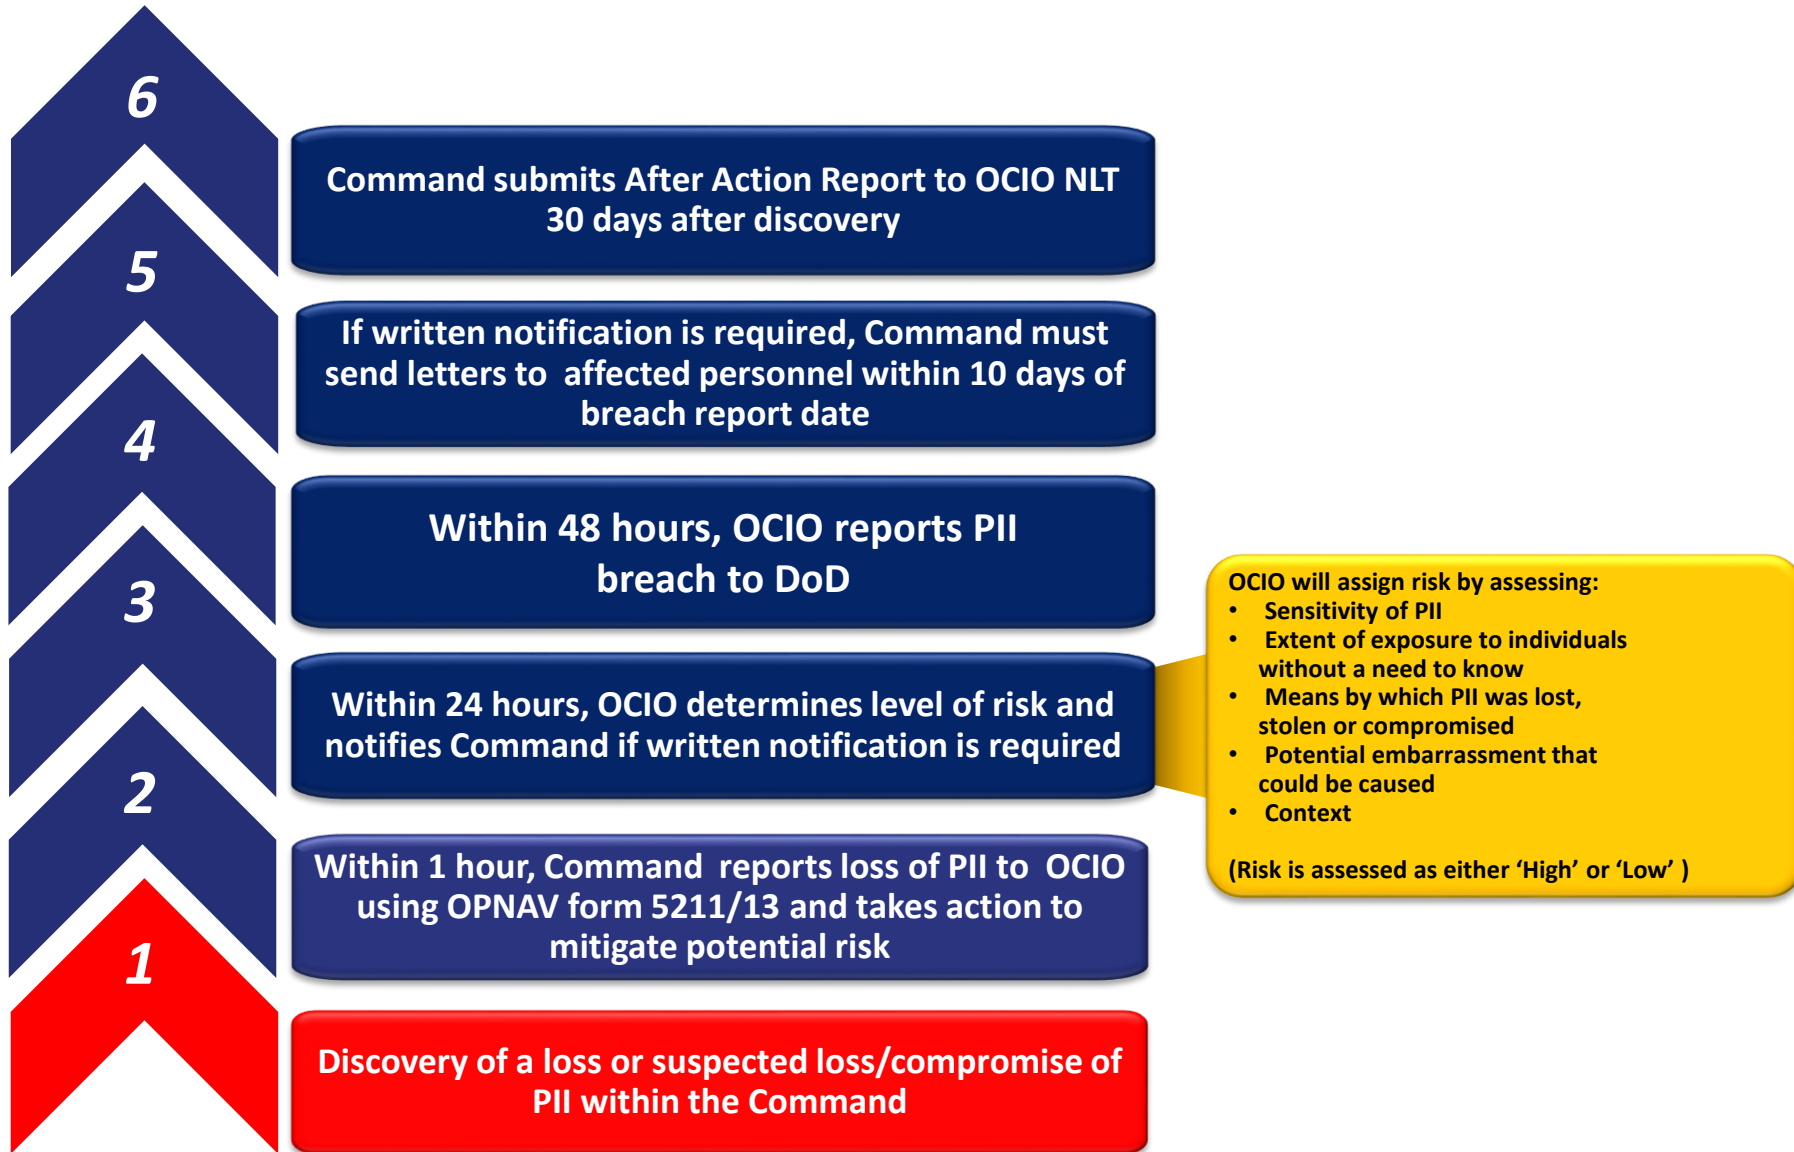 6
Command submits After Action Report to OCIO NLT
30 days after discovery
5
If written notification is required, Command must
send letters to affected personnel within 10 days of
breach report date
4
Within 48 hours, OCIO reports PII
breach to DoD
3
Within 24 hours, OCIO determines level of risk and
notifies Command if written notification is required
OCIO will assign risk by assessing:
• Sensitivity of PII
• Extent of exposure to individuals
without a need to know
• Means by which PII was lost,
stolen or compromised
• Potential embarrassment that
could be caused
• Context
(Risk is assessed as either ‘High’ or ‘Low’ )
2
Within 1 hour, Command reports loss of PII to OCIO
using OPNAV form 5211/13 and takes action to
mitigate potential risk
1
Discovery of a loss or suspected loss/compromise of
PII within the Command